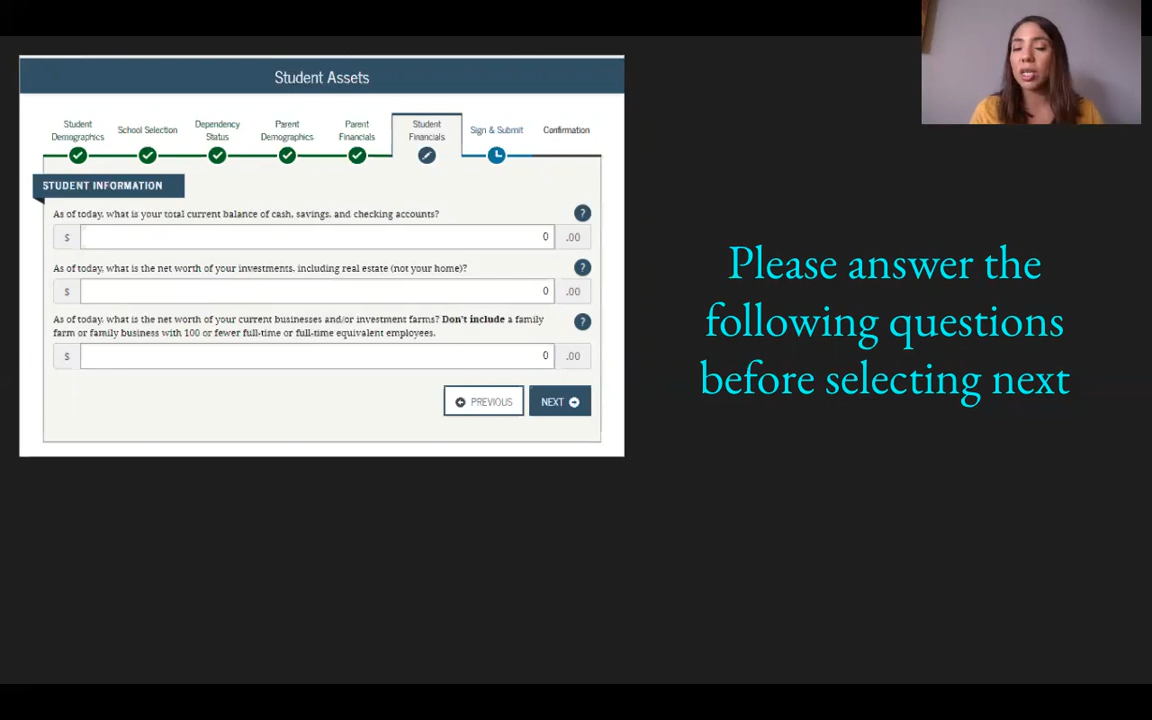 Student Assets
Student
Demographics
School Selection
Dependency
Status
Parent
Demographics
Parent
Financials
Student
Financials
Sign & Submit
Confirmation
STUDENT INFORMATION
As of today, what is your total current balance of cash, savings, and checking accounts?
?
$ 0 .00
As of today, what is the net worth of your investments, including real estate (not your home)?
?
$ 0 .00
As of today, what is the net worth of your current businesses and/or investment farms? Don't include a family
farm or family business with 100 or fewer full-time or full-time equivalent employees.
?
$ 0 .00
PREVIOUS
NEXT
Please answer the
following questions
before selecting next